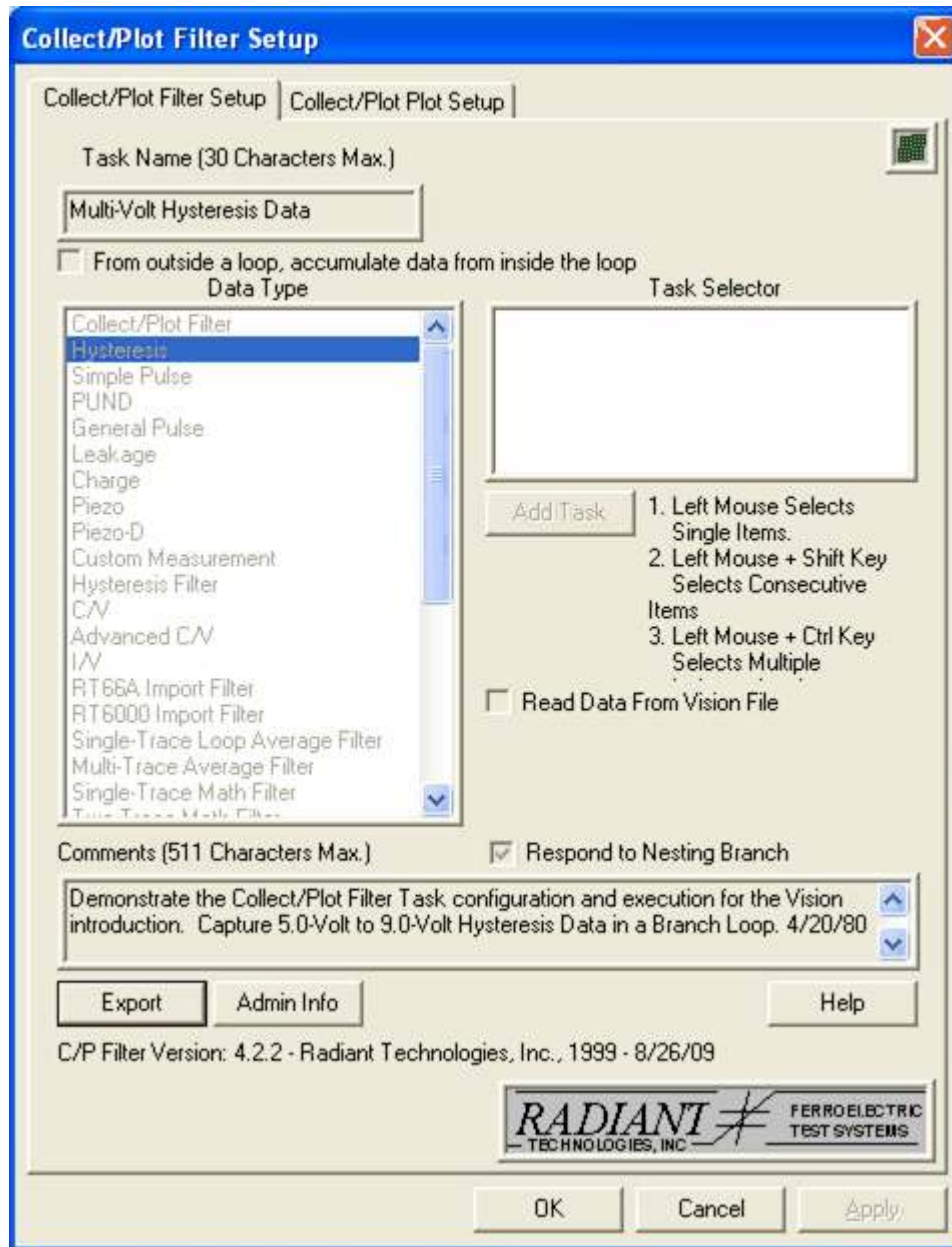 Collect/Plot Filter Setup
Collect/Plot Filter Setup
Collect/Plot Plot Setup
Task Name (30 Characters Max.)
Multi-Volt Hysteresis Data
From outside a loop, accumulate data from inside the loop
Data Type
Collect/Plot Filter
Hysteresis
Simple Pulse
PUND
General Pulse
Leakage
Charge
Piezo
Piezo-D
Custom Measurement
Hysteresis Filter
C/V
Advanced C/V
I/V
RT66A Import Filter
RT6000 Import Filter
Single-Trace Loop Average Filter
Multi-Trace Average Filter
Single-Trace Math Filter
Two-Trace Math Filter
Task Selector
Add Task
1. Left Mouse Selects
Single Items.
2. Left Mouse + Shift Key
Selects Consecutive
Items
3. Left Mouse + Ctrl Key
Selects Multiple
Read Data From Vision File
Comments (511 Characters Max.)
Respond to Nesting Branch
Demonstrate the Collect/Plot Filter Task configuration and execution for the Vision
introduction. Capture 5.0-Volt to 9.0-Volt Hysteresis Data in a Branch Loop. 4/20/80
Export
Admin Info
Help
C/P Filter Version: 4.2.2 - Radiant Technologies, Inc., 1999 - 8/26/09
RADIANT
TECHNOLOGIES, INC
FERROELECTRIC
TEST SYSTEMS
OK
Cancel
Apply